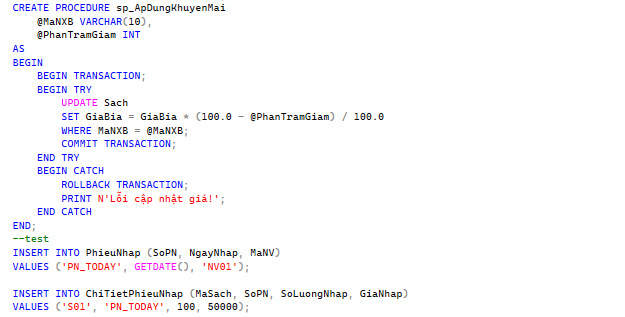 CREATE PROCEDURE sp_ApDungKhuyenMai
    @MaNXB VARCHAR(10),
    @PhanTramGiam INT
AS
BEGIN
    BEGIN TRANSACTION;
    BEGIN TRY
        UPDATE Sach
        SET GiaBia = GiaBia * (100.0 - @PhanTramGiam) / 100.0
        WHERE MaNXB = @MaNXB;
        COMMIT TRANSACTION;
    END TRY
    BEGIN CATCH
        ROLLBACK TRANSACTION;
        PRINT N'Lỗi cập nhật giá!';
    END CATCH
END;
--test
INSERT INTO PhieuNhap (SoPN, NgayNhap, MaNV)
VALUES ('PN_TODAY', GETDATE(), 'NV01');

INSERT INTO ChiTietPhieuNhap (MaSach, SoPN, SoLuongNhap, GiaNhap)
VALUES ('S01', 'PN_TODAY', 100, 50000);